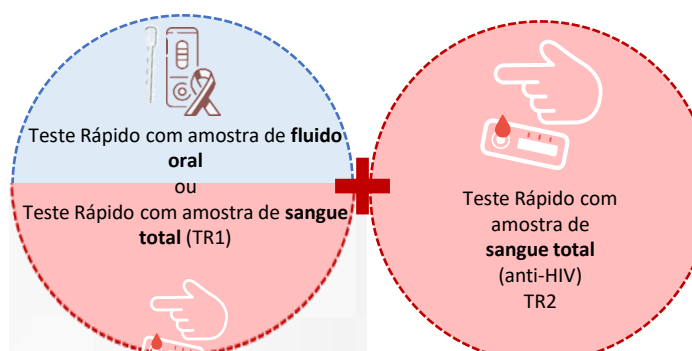 Teste Rápido com amostra de fluido
oral
ou
Teste Rápido com amostra de sangue
total (TR1)
Teste Rápido com
amostra de
sangue total
(anti-HIV)
TR2